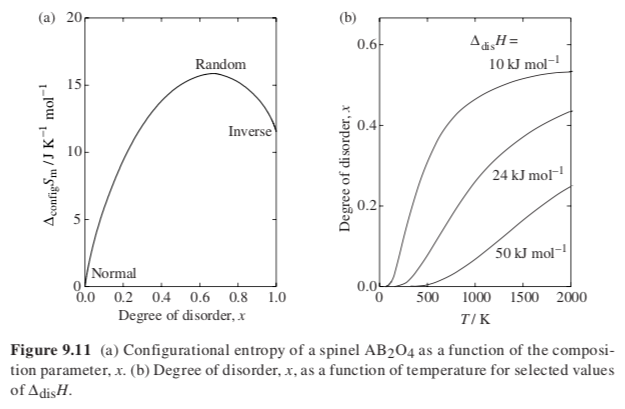 (a)
20
15
10
5
0
Δ_config S_m / J K⁻¹ mol⁻¹
Random
Inverse
Normal
0.0 0.2 0.4 0.6 0.8 1.0
Degree of disorder, x
(b)
0.6
0.4
0.2
0.0
Degree of disorder, x
Δ_dis H =
10 kJ mol⁻¹
24 kJ mol⁻¹
50 kJ mol⁻¹
0 500 1000 1500 2000
T / K
Figure 9.11 (a) Configurational entropy of a spinel AB₂O₄ as a function of the composi-
tion parameter, x. (b) Degree of disorder, x, as a function of temperature for selected values
of Δ_dis H.